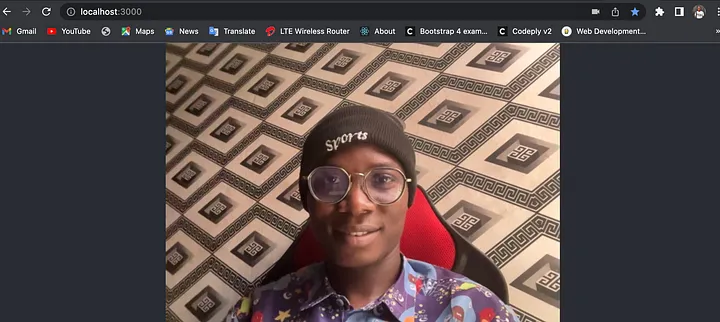 localhost:3000
Gmail YouTube Translate Maps News Translate LTE Wireless Router About Bootstrap 4 exam... Codeply v2 Web Development...
Sports